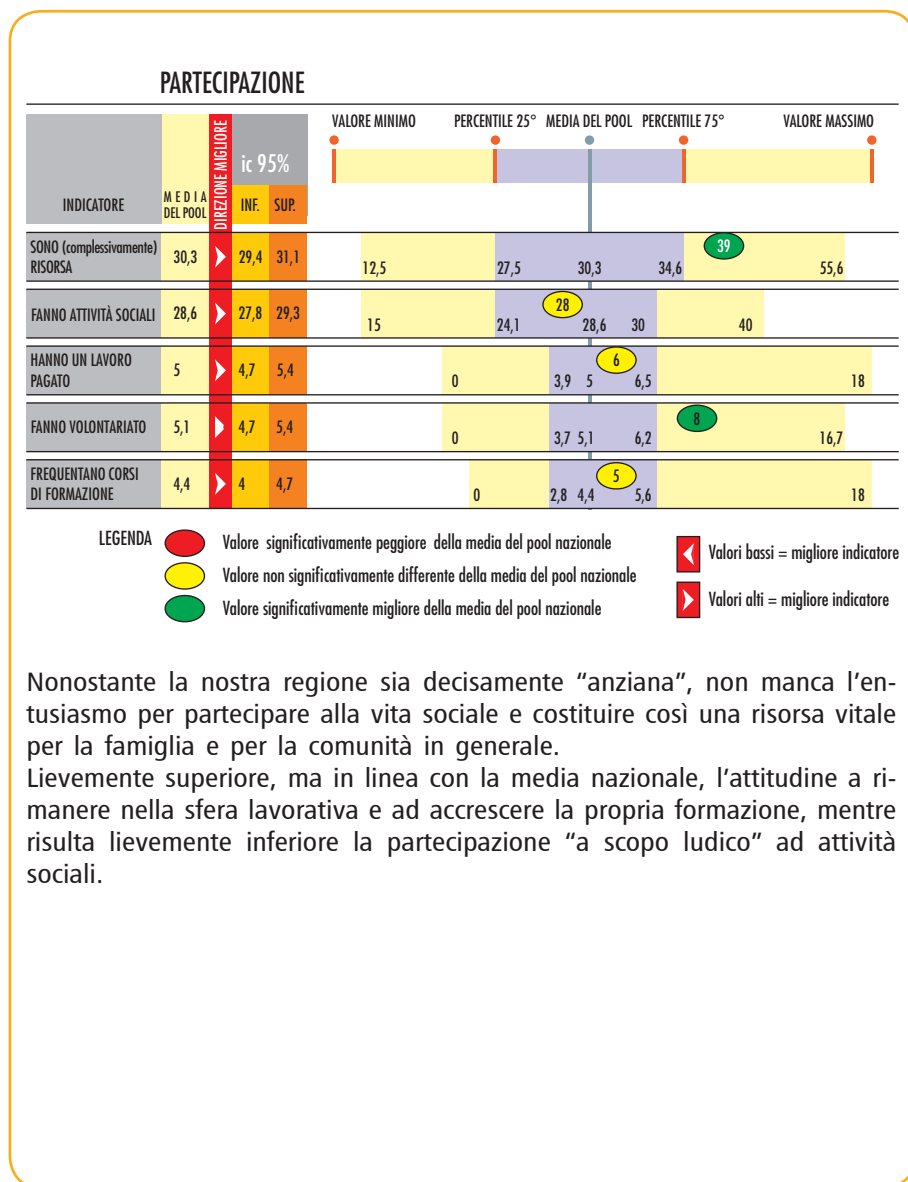 PARTECIPAZIONE
INDICATORE
MEDIA
DEL POOL
DIREZIONE MIGLIORE
ic 95%
INF. SUP.
VALORE MINIMO PERCENTILE 25° MEDIA DEL POOL PERCENTILE 75° VALORE MASSIMO
SONO (complessivamente)
RISORSA
30,3 29,4 31,1 12,5 27,5 30,3 34,6 39 55,6
FANNO ATTIVITÀ SOCIALI 28,6 27,8 29,3 15 24,1 28 28,6 30 40
HANNO UN LAVORO
PAGATO
5 4,7 5,4 0 3,9 5 6 6,5 18
FANNO VOLONTARIATO 5,1 4,7 5,4 0 3,7 5,1 6,2 8 16,7
FREQUENTANO CORSI
DI FORMAZIONE
4,4 4 4,7 0 2,8 4,4 5 5,6 18
LEGENDA
Valore significativamente peggiore della media del pool nazionale
Valore non significativamente differente della media del pool nazionale
Valore significativamente migliore della media del pool nazionale
Valori bassi = migliore indicatore
Valori alti = migliore indicatore
Nonostante la nostra regione sia decisamente “anziana”, non manca l’en-
tusiasmo per partecipare alla vita sociale e costituire così una risorsa vitale
per la famiglia e per la comunità in generale.
Lievemente superiore, ma in linea con la media nazionale, l’attitudine a ri-
manere nella sfera lavorativa e ad accrescere la propria formazione, mentre
risulta lievemente inferiore la partecipazione “a scopo ludico” ad attività
sociali.